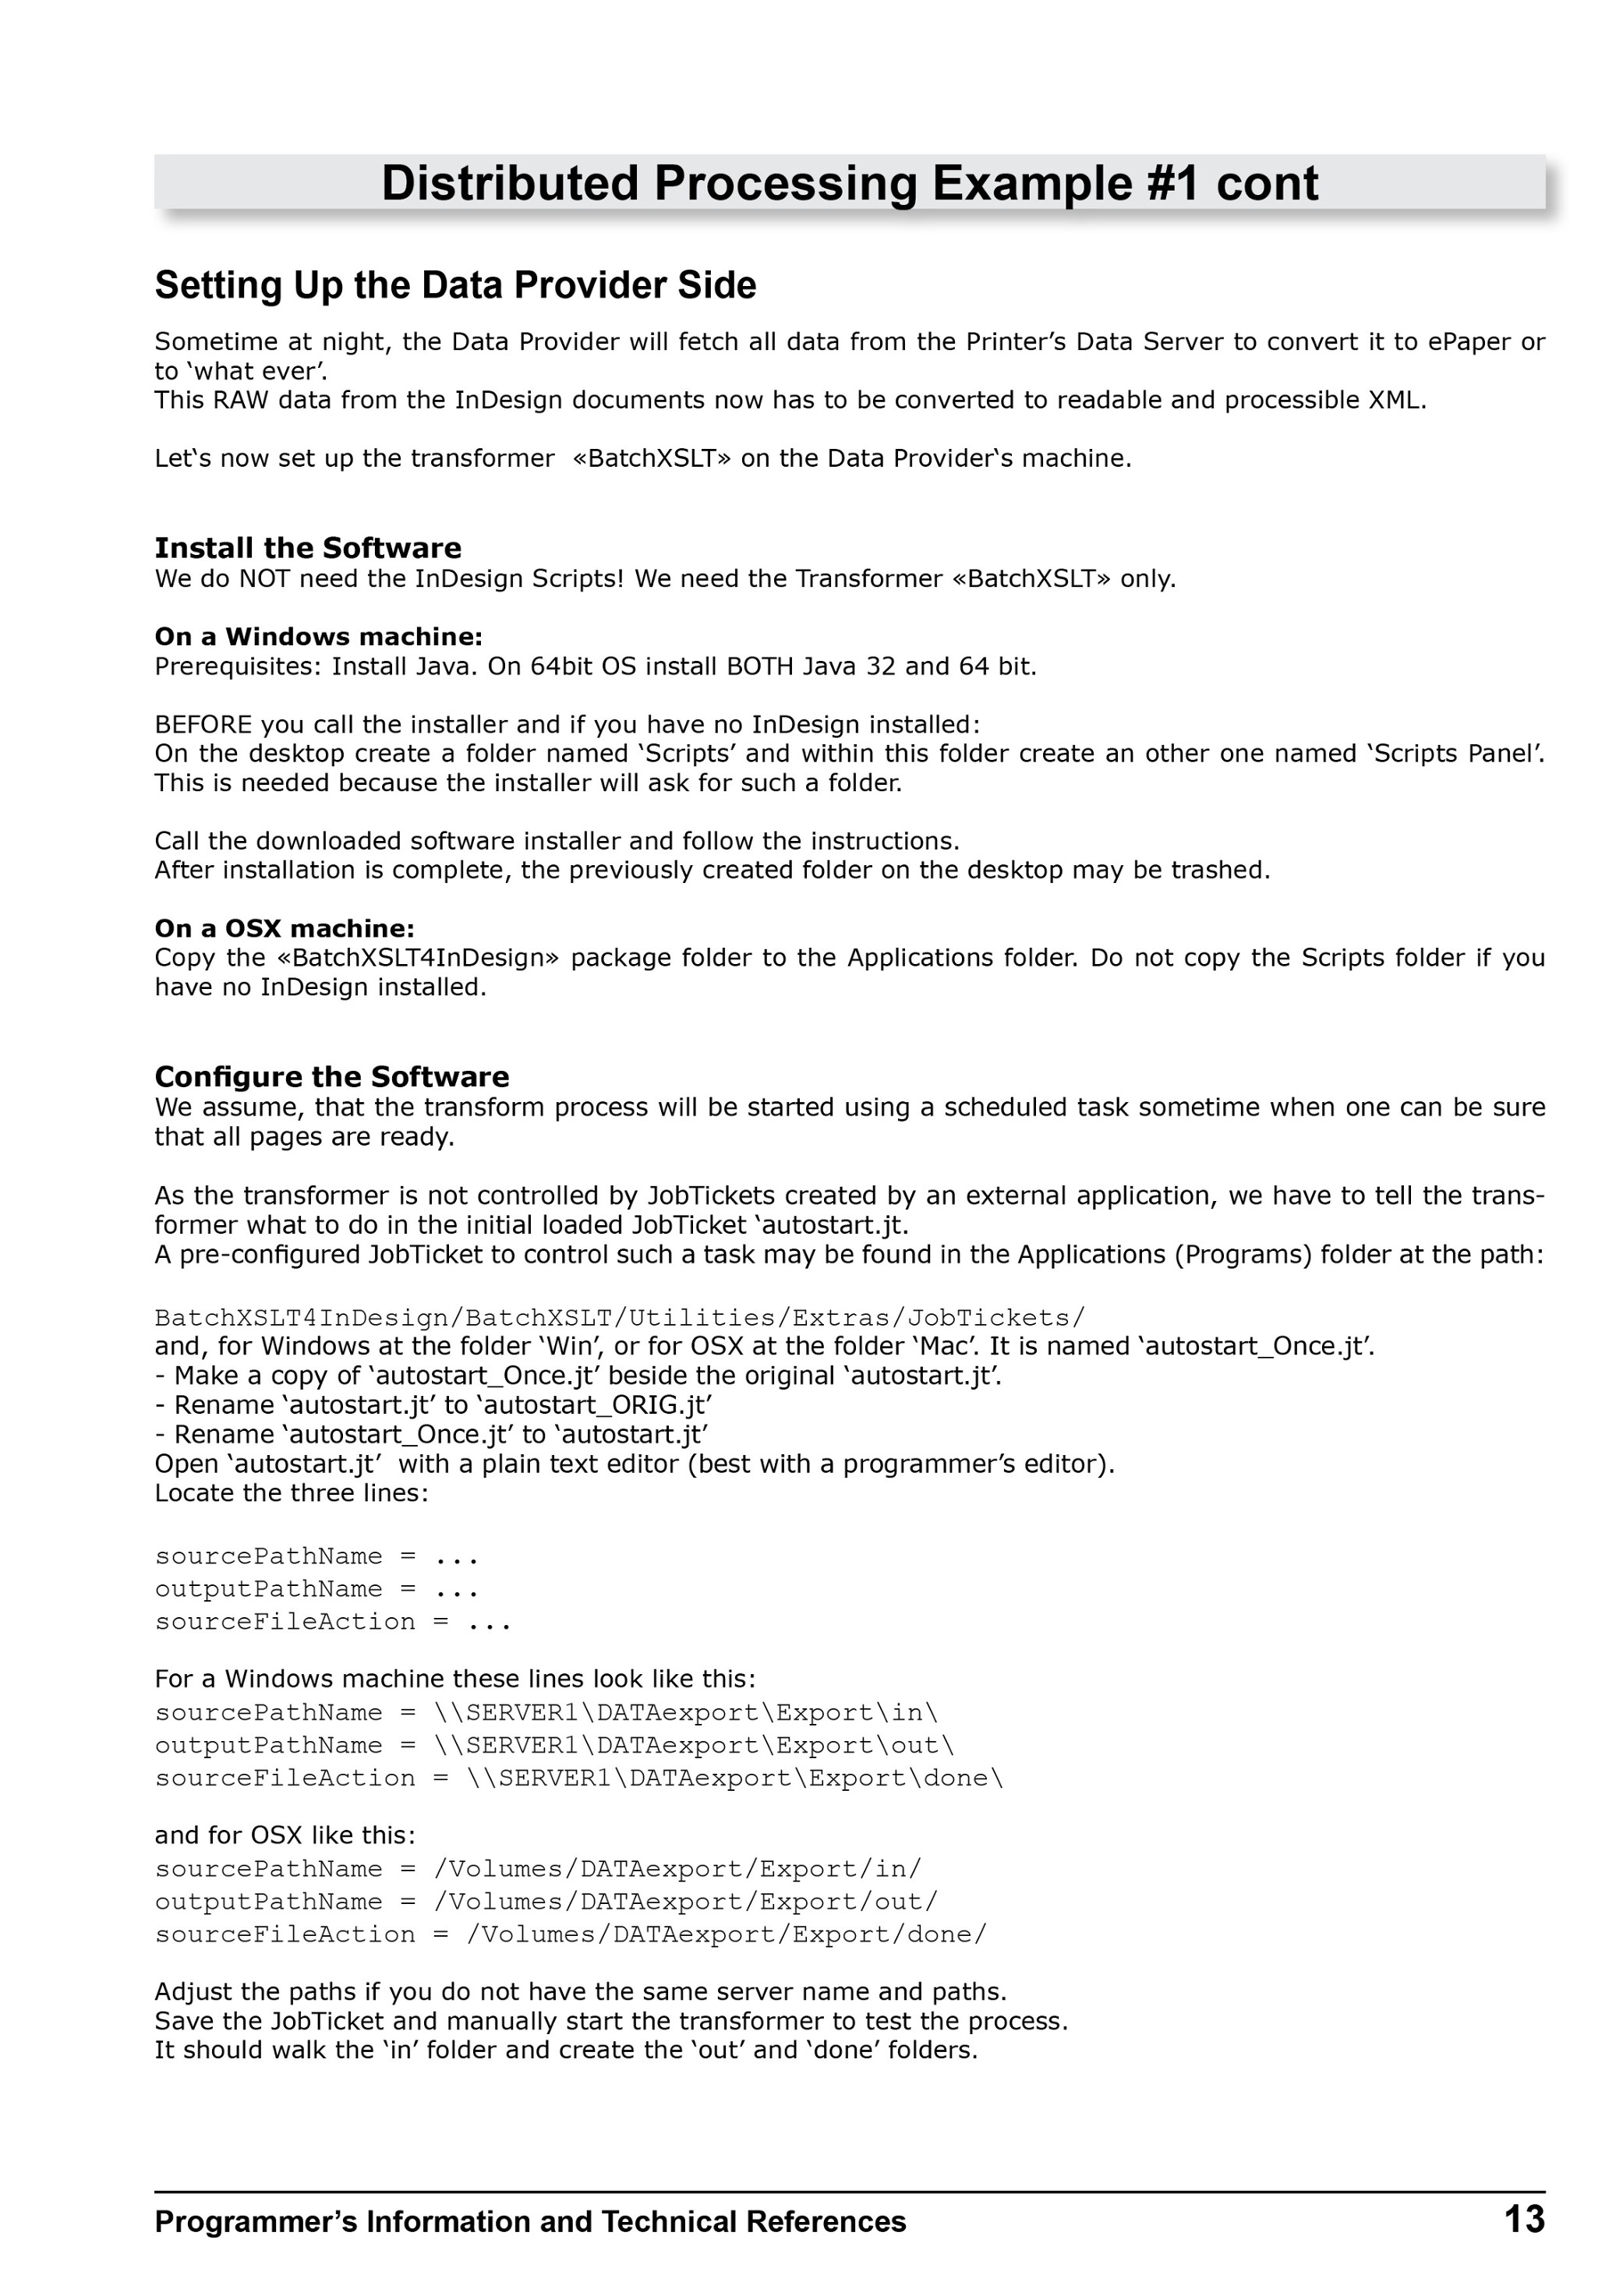 Distributed Processing Example #1 cont
Setting Up the Data Provider Side
Sometime at night, the Data Provider will fetch all data from the Printer’s Data Server to convert it to ePaper or
to ‘what ever’.
This RAW data from the InDesign documents now has to be converted to readable and processible XML.
Let‘s now set up the transformer  «BatchXSLT» on the Data Provider‘s machine.
Install the Software
We do NOT need the InDesign Scripts! We need the Transformer «BatchXSLT» only.
On a Windows machine:
Prerequisites: Install Java. On 64bit OS install BOTH Java 32 and 64 bit.
BEFORE you call the installer and if you have no InDesign installed:
On the desktop create a folder named ‘Scripts’ and within this folder create an other one named ‘Scripts Panel’.
This is needed because the installer will ask for such a folder.
Call the downloaded software installer and follow the instructions.
After installation is complete, the previously created folder on the desktop may be trashed.
On a OSX machine:
Copy the «BatchXSLT4InDesign» package folder to the Applications folder. Do not copy the Scripts folder if you
have no InDesign installed.
Configure the Software
We assume, that the transform process will be started using a scheduled task sometime when one can be sure
that all pages are ready.
As the transformer is not controlled by JobTickets created by an external application, we have to tell the trans-
former what to do in the initial loaded JobTicket ‘autostart.jt.
A pre-configured JobTicket to control such a task may be found in the Applications (Programs) folder at the path:
BatchXSLT4InDesign/BatchXSLT/Utilities/Extras/JobTickets/
and, for Windows at the folder ‘Win’, or for OSX at the folder ‘Mac’. It is named ‘autostart_Once.jt’.
- Make a copy of ‘autostart_Once.jt’ beside the original ‘autostart.jt’.
- Rename ‘autostart.jt’ to ‘autostart_ORIG.jt’
- Rename ‘autostart_Once.jt’ to ‘autostart.jt’
Open ‘autostart.jt’  with a plain text editor (best with a programmer’s editor).
Locate the three lines:
sourcePathName = ...
outputPathName = ...
sourceFileAction = ...
For a Windows machine these lines look like this:
sourcePathName = \\SERVER1\DATAexport\Export\in\
outputPathName = \\SERVER1\DATAexport\Export\out\
sourceFileAction = \\SERVER1\DATAexport\Export\done\
and for OSX like this:
sourcePathName = /Volumes/DATAexport/Export/in/
outputPathName = /Volumes/DATAexport/Export/out/
sourceFileAction = /Volumes/DATAexport/Export/done/
Adjust the paths if you do not have the same server name and paths.
Save the JobTicket and manually start the transformer to test the process.
It should walk the ‘in’ folder and create the ‘out’ and ‘done’ folders.
Programmer’s Information and Technical References
13